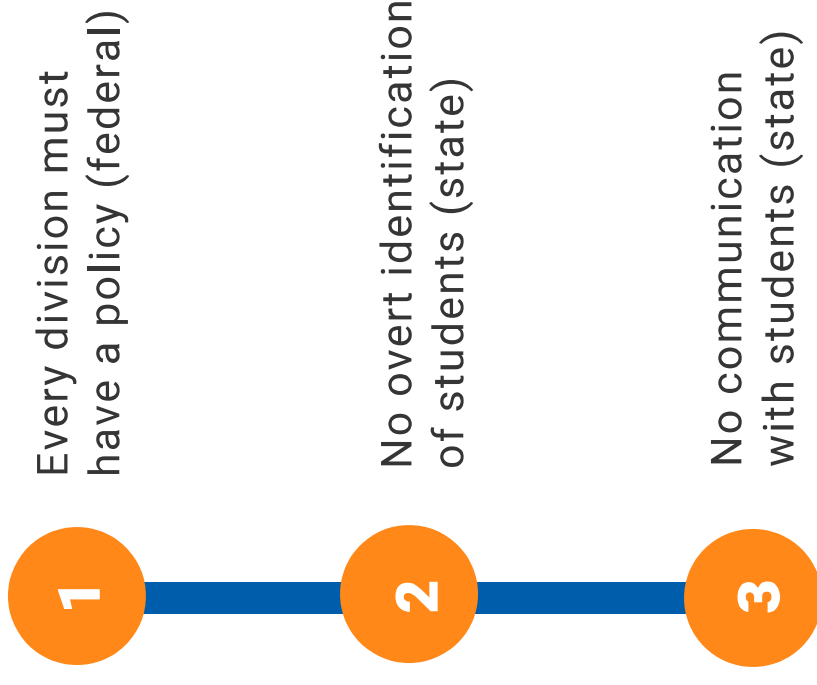 1
Every division must
have a policy (federal)
2
No overt identification
of students (state)
3
No communication
with students (state)